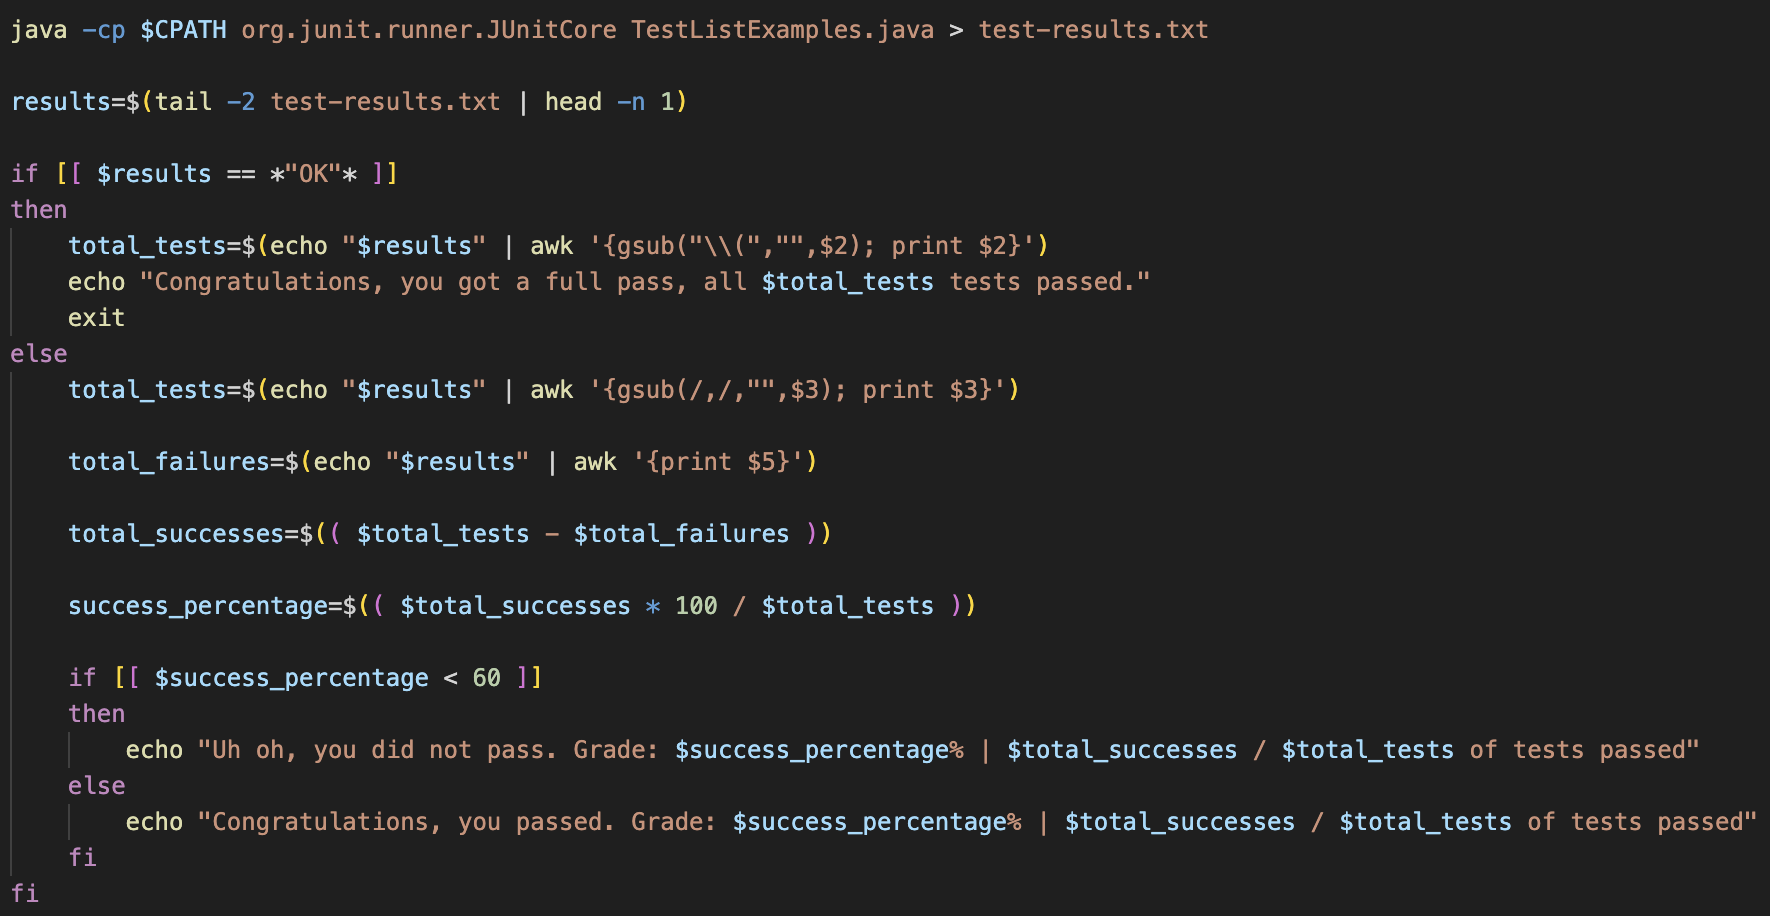 java -cp $CPATH org.junit.runner.JUnitCore TestListExamples.java > test-results.txt
results=$(tail -2 test-results.txt | head -n 1)
if [[ $results == *"OK"* ]]
then
    total_tests=$(echo "$results" | awk '{gsub("\\(","",$2); print $2}')
    echo "Congratulations, you got a full pass, all $total_tests tests passed."
    exit
else
    total_tests=$(echo "$results" | awk '{gsub(/,/,"",$3); print $3}')
    total_failures=$(echo "$results" | awk '{print $5}')
    total_successes=$(( $total_tests - $total_failures ))
    success_percentage=$(( $total_successes * 100 / $total_tests ))
    if [[ $success_percentage < 60 ]]
    then
        echo "Uh oh, you did not pass. Grade: $success_percentage% | $total_successes / $total_tests of tests passed"
    else
        echo "Congratulations, you passed. Grade: $success_percentage% | $total_successes / $total_tests of tests passed"
    fi
fi